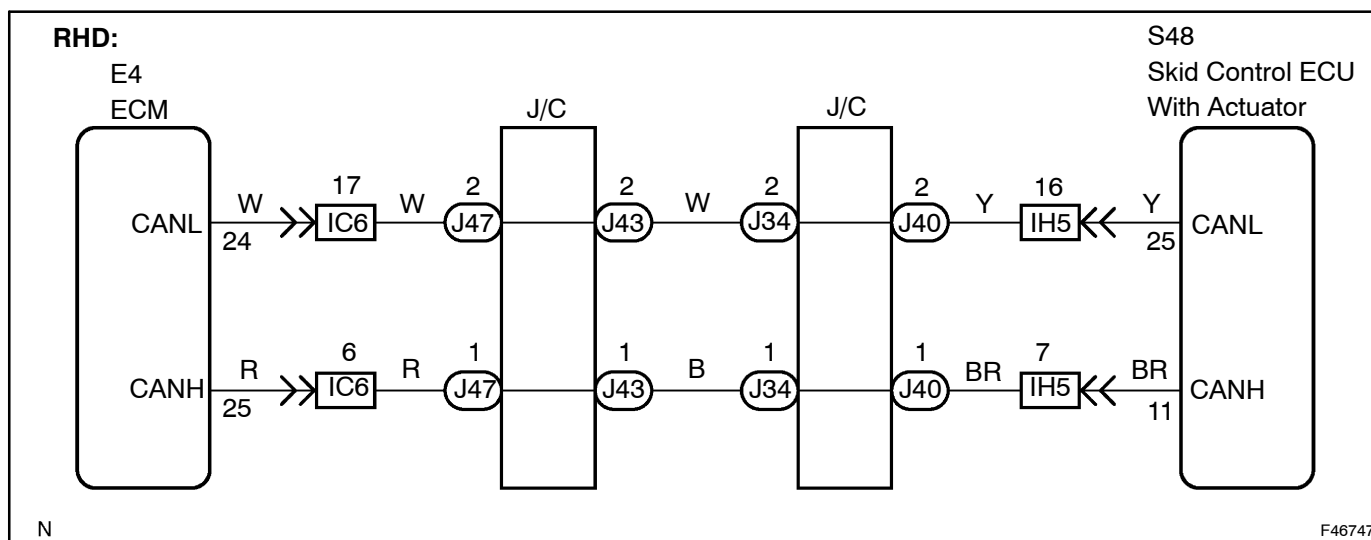 RHD:
S48
E4
Skid Control ECU
ECM
J/C
J/C
With Actuator
17
2
2
2
2
16
W
W
W
Y
Y
CANL
IC6
J47
J43
J34
J40
IH5
CANL
24
25
6
1
1
1
1
7
R
R
B
BR
BR
CANH
IC6
J47
J43
J34
J40
IH5
CANH
25
11
N
F46747